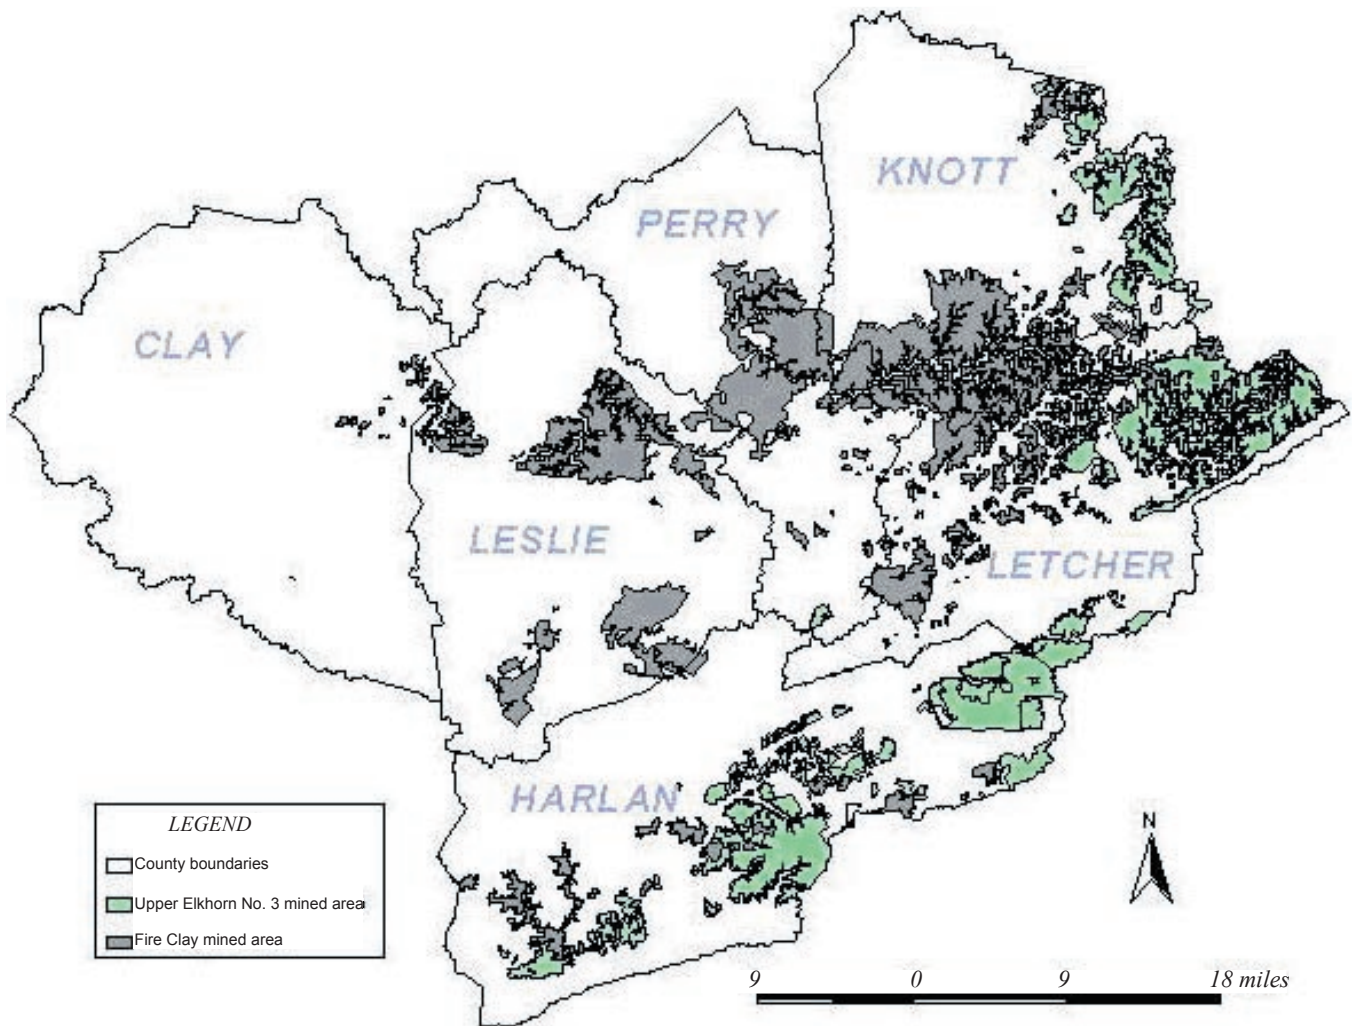 KNOTT
PERRY
CLAY
LESLIE
LETCHER
HARLAN
LEGEND
County boundaries
Upper Elkhorn No. 3 mined area
Fire Clay mined area
N
9 0 9 18 miles